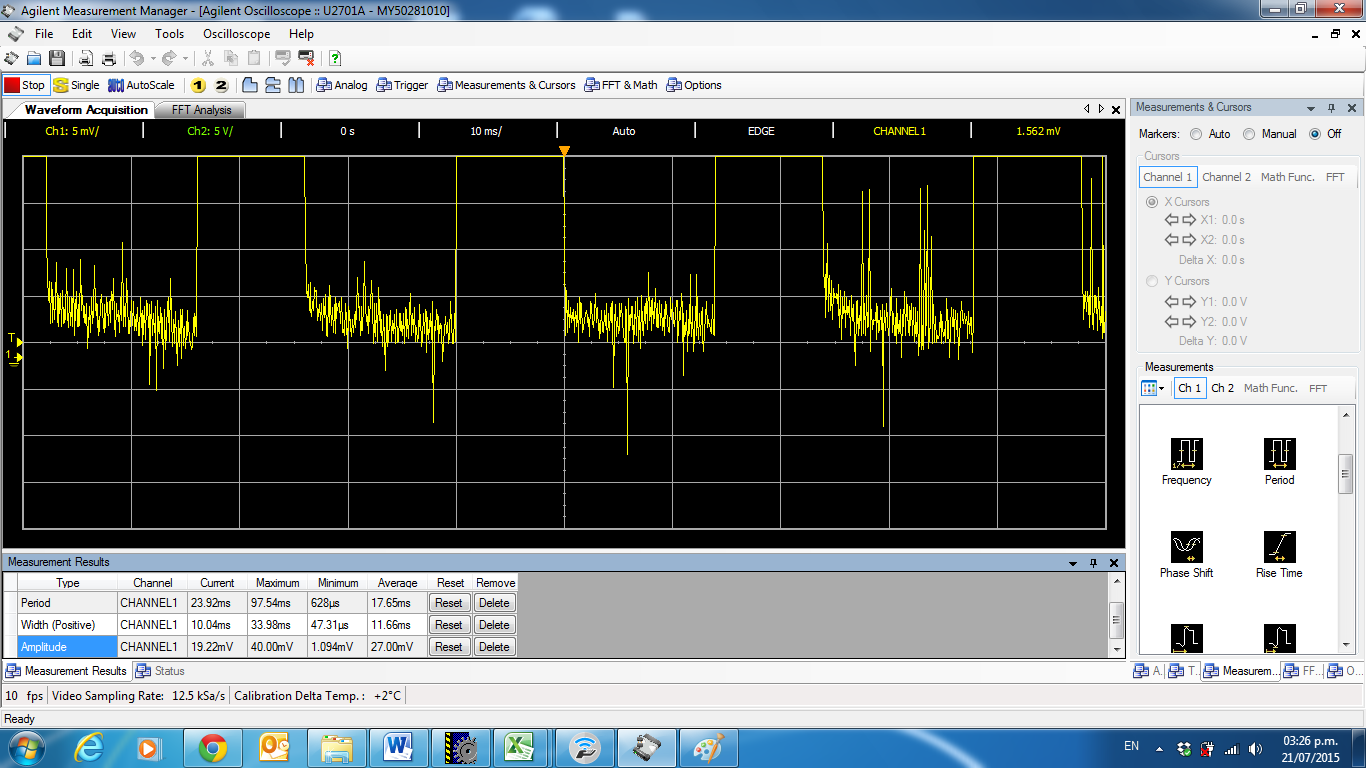 Agilent Measurement Manager - [Agilent Oscilloscope :: U2701A - MY50281010]
File Edit View Tools Oscilloscope Help
Stop Single AutoScale 1 2 Analog Trigger Measurements & Cursors FFT & Math Options
Waveform Acquisition FFT Analysis
Ch1: 5 mV/ Ch2: 5 V/ 0 s 10 ms/ Auto EDGE CHANNEL1 1.562 mV
T
1
Measurements & Cursors
Markers: Auto Manual Off
Cursors
Channel 1 Channel 2 Math Func. FFT
X Cursors
X1: 0.0 s
X2: 0.0 s
Delta X: 0.0 s
Y Cursors
Y1: 0.0 V
Y2: 0.0 V
Delta Y: 0.0 V
Measurements
Ch 1 Ch 2 Math Func. FFT
Frequency Period
Phase Shift Rise Time
Measurement Results
Type Channel Current Maximum Minimum Average Reset Remove
Period CHANNEL1 23.92ms 97.54ms 628µs 17.65ms Reset Delete
Width (Positive) CHANNEL1 10.04ms 33.98ms 47.31µs 11.66ms Reset Delete
Amplitude CHANNEL1 19.22mV 40.00mV 1.094mV 27.00mV Reset Delete
Measurement Results Status
A.. T.. Measurem... FF... O...
10 fps Video Sampling Rate: 12.5 kSa/s Calibration Delta Temp. : +2°C
Ready
EN
03:26 p.m.
21/07/2015